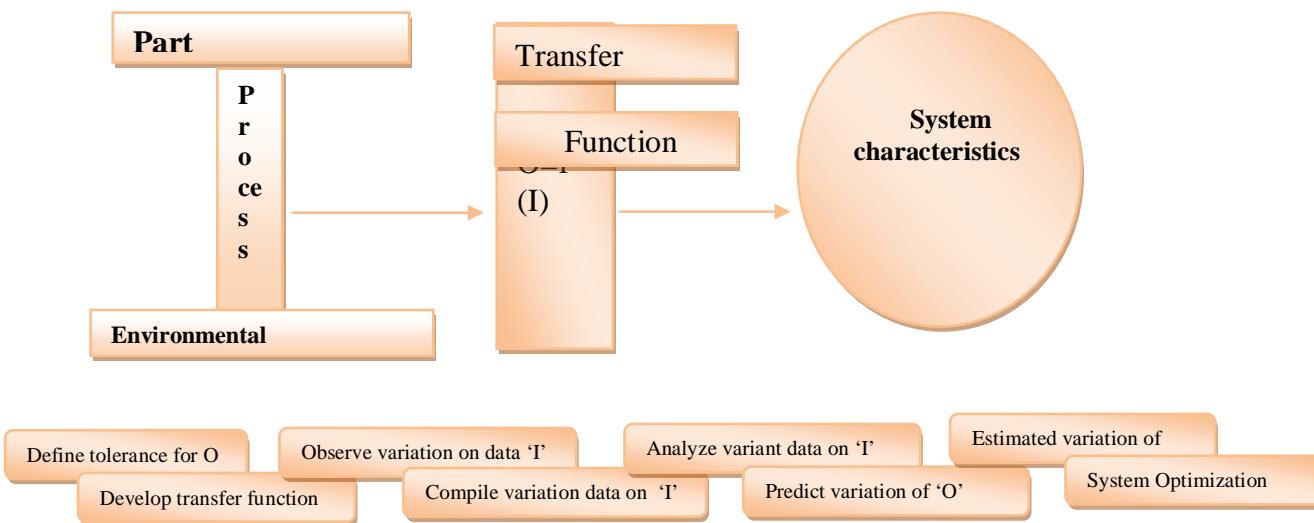 Part
P
r
o
ce
s
s
Environmental
Transfer
Function
(I)
System
characteristics
Define tolerance for O
Develop transfer function
Observe variation on data ‘I’
Compile variation data on ‘I’
Analyze variant data on ‘I’
Predict variation of ‘O’
Estimated variation of
System Optimization